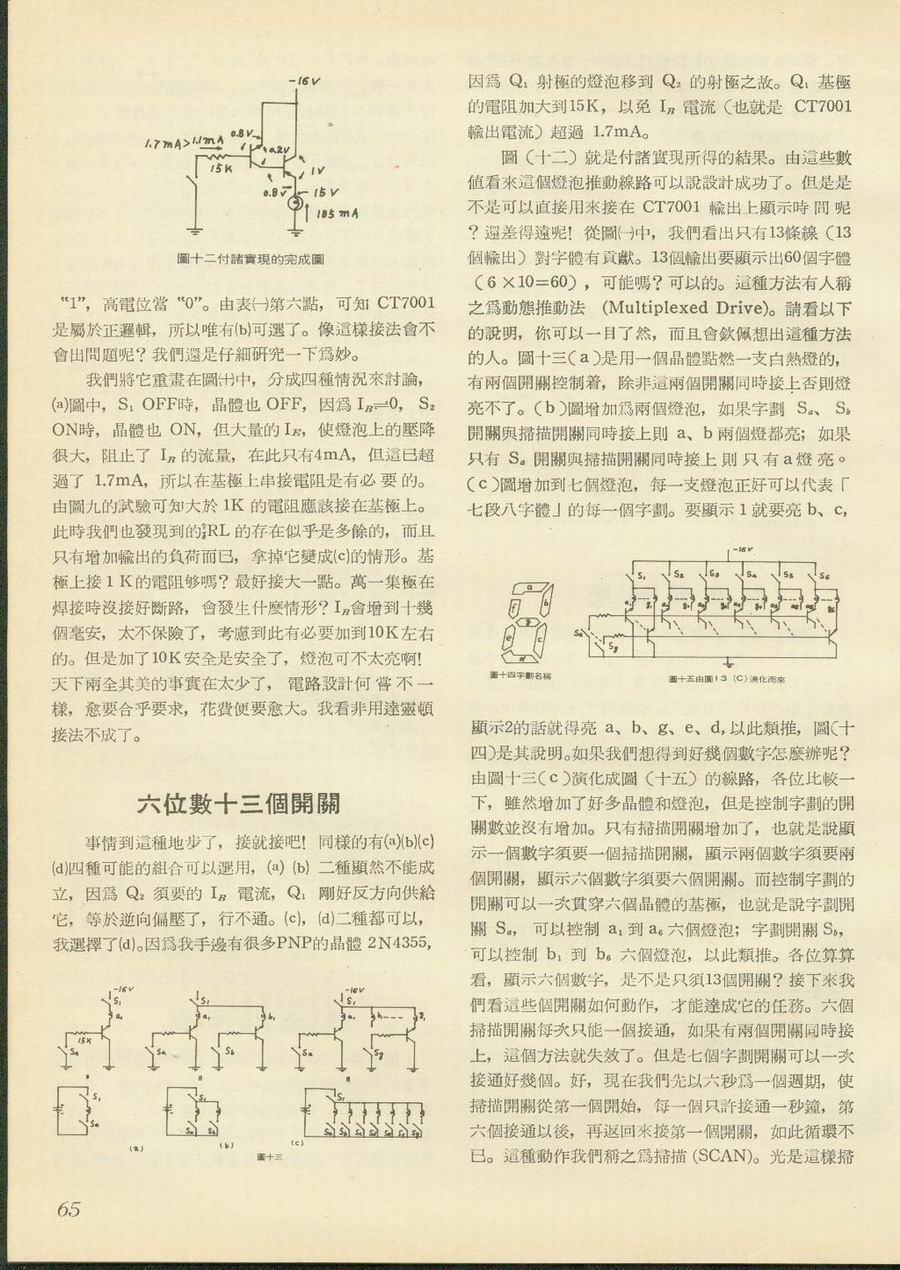 -16V
1.7mA>1.1mA
0.8V
0.2V
15K
1V
0.8V
15V
105mA
圖十二付諸實現的完成圖
“1”，高電位當 “0”。由表㈠第六點，可知 CT7001
是屬於正邏輯，所以唯有(b)可選了。像這樣接法會不
會出問題呢？我們還是仔細研究一下爲妙。
我們將它重畫在圖㈩中，分成四種情況來討論，
(a)圖中，S₁ OFF時，晶體也 OFF，因爲 I_B≓0，S₂
ON時，晶體也 ON，但大量的 I_E，使燈泡上的壓降
很大，阻止了 I_B 的流量，在此只有4mA，但這已超
過了 1.7mA，所以在基極上串接電阻是有必要的。
由圖九的試驗可知大於 1K 的電阻應該接在基極上。
此時我們也發現到的RL 的存在似乎是多餘的，而且
只有增加輸出的負荷而已，拿掉它變成(c)的情形。基
極上接 1 K的電阻够嗎？最好接大一點。萬一集極在
焊接時沒接好斷路，會發生什麼情形？I_B會增到十幾
個毫安，太不保險了，考慮到此有必要加到10K左右
的。但是加了10K安全是安全了，燈泡可不太亮啊！
天下兩全其美的事實在太少了，電路設計何嘗不一
樣，愈要合乎要求，花費便要愈大。我看非用達靈頓
接法不成了。
六位數十三個開關
事情到這種地步了，接就接吧！同樣的有(a)(b)(c)
(d)四種可能的組合可以選用，(a) (b) 二種顯然不能成
立，因爲 Q₂ 須要的 I_B 電流，Q₁ 剛好反方向供給
它，等於逆向偏壓了，行不通。(c)，(d)二種都可以，
我選擇了(d)。因爲我手邊有很多PNP的晶體 2N4355，
-16V
S₁
a₁
15K
Sa
S₁
a₁
b₁
Sa
Sb
-16V
S₁
a₁
b₁
g₁
Sa
Sg
S₁
Sa
S₁
Sa
Sb
S₁
Sa Sb Sc Sd Se Sf Sg
(a)
(b)
(c)
圖十三
因爲 Q₁ 射極的燈泡移到 Q₂ 的射極之故。Q₁ 基極
的電阻加大到15K，以免 I_B 電流（也就是 CT7001
輸出電流）超過 1.7mA。
圖（十二）就是付諸實現所得的結果。由這些數
値看來這個燈泡推動線路可以說設計成功了。但是是
不是可以直接用來接在 CT7001 輸出上顯示時間呢
？還差得遠呢！從圖㈠中，我們看出只有13條線（13
個輸出）對字體有貢獻。13個輸出要顯示出60個字體
（6×10=60），可能嗎？可以的。這種方法有人稱
之爲動態推動法 (Multiplexed Drive)。請看以下
的說明，你可以一目了然，而且會欽佩想出這種方法
的人。圖十三(a)是用一個晶體點燃一支白熱燈的，
有兩個開關控制着，除非這兩個開關同時接上否則燈
亮不了。(b)圖增加爲兩個燈泡，如果字劃 Sₐ、S_b
開關與掃描開關同時接上則 a、b 兩個燈都亮；如果
只有 Sₐ 開關與掃描開關同時接上則只有a燈亮。
(c)圖增加到七個燈泡，每一支燈泡正好可以代表「
七段八字體」的每一個字劃。要顯示 1 就要亮 b、c，
a
f
b
g
e
c
d
圖十四字劃名稱
-16V
S₁
S₂
S₃
S₄
S₅
S₆
Sa
Sg
圖十五由圖13（C）演化而來
顯示2的話就得亮 a、b、g、e、d，以此類推，圖(十
四)是其說明。如果我們想得到好幾個數字怎麼辦呢？
由圖十三(c)演化成圖（十五）的線路，各位比較一
下，雖然增加了好多晶體和燈泡，但是控制字劃的開
關數並沒有增加。只有掃描開關增加了，也就是說顯
示一個數字須要一個掃描開關，顯示兩個數字須要兩
個開關，顯示六個數字須要六個開關。而控制字劃的
開關可以一次貫穿六個晶體的基極，也就是說字劃開
關 Sₐ，可以控制 a₁ 到 a₆ 六個燈泡；字劃開關 S_b，
可以控制 b₁ 到 b₆ 六個燈泡，以此類推。各位算算
看，顯示六個數字，是不是只須13個開關？接下來我
們看這些個開關如何動作，才能達成它的任務。六個
掃描開關每次只能一個接通，如果有兩個開關同時接
上，這個方法就失效了。但是七個字劃開關可以一次
接通好幾個。好，現在我們先以六秒爲一個週期，使
掃描開關從第一個開始，每一個只許接通一秒鐘，第
六個接通以後，再返回來接第一個開關，如此循環不
已。這種動作我們稱之爲掃描 (SCAN)。光是這樣掃
65